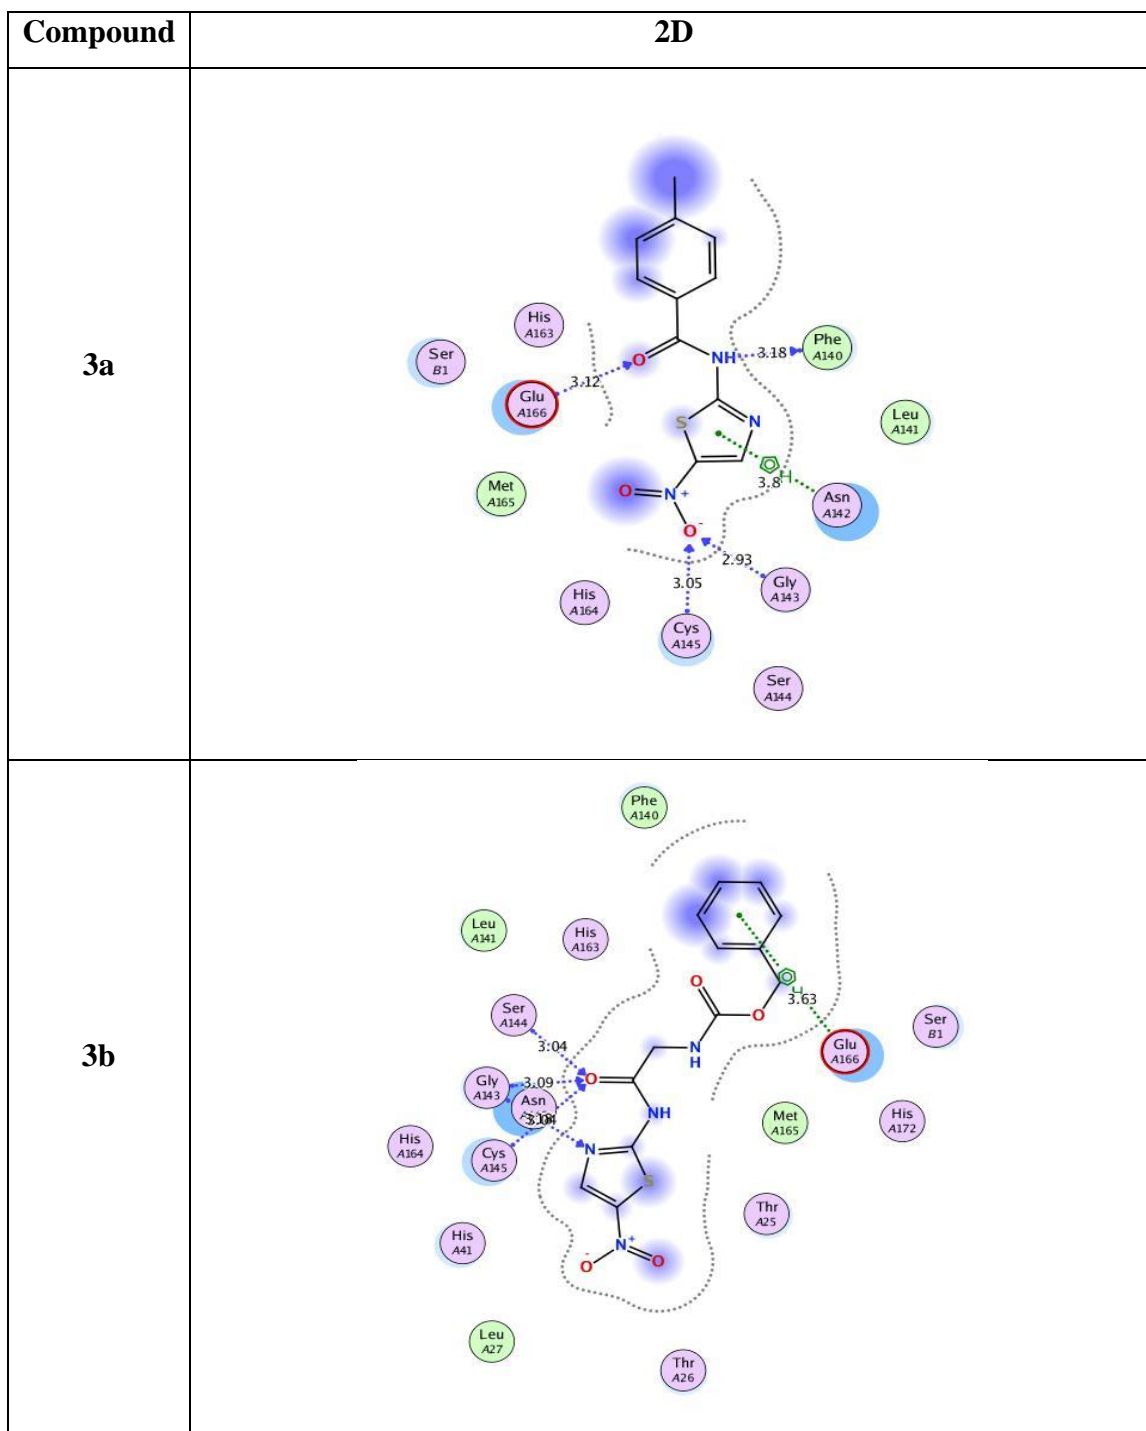 Compound
2D
3a
His
A163
Ser
B1
Glu
A166
3.12
O
NH
3.18
Phe
A140
S
N
Leu
A141
H
3.8
Met
A165
O
N
+
Asn
A142
O
-
2.93
3.05
Gly
A143
His
A164
Cys
A145
Ser
A144
3b
Phe
A140
Leu
A141
His
A163
O
H
3.63
Ser
A144
O
Ser
B1
Glu
A166
3.04
N
H
Gly
A143
3.09
O
Asn
NH
Met
A165
His
A172
His
A164
Cys
A145
3.04
N
S
Thr
A25
His
A41
N
+
O
-
O
Leu
A27
Thr
A26